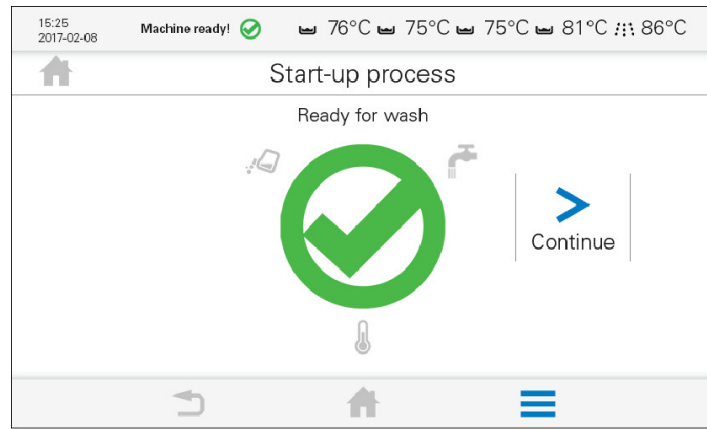 15:25
2017-02-08
Machine ready!
76°C 75°C 75°C 81°C 86°C
Start-up process
Ready for wash
Continue